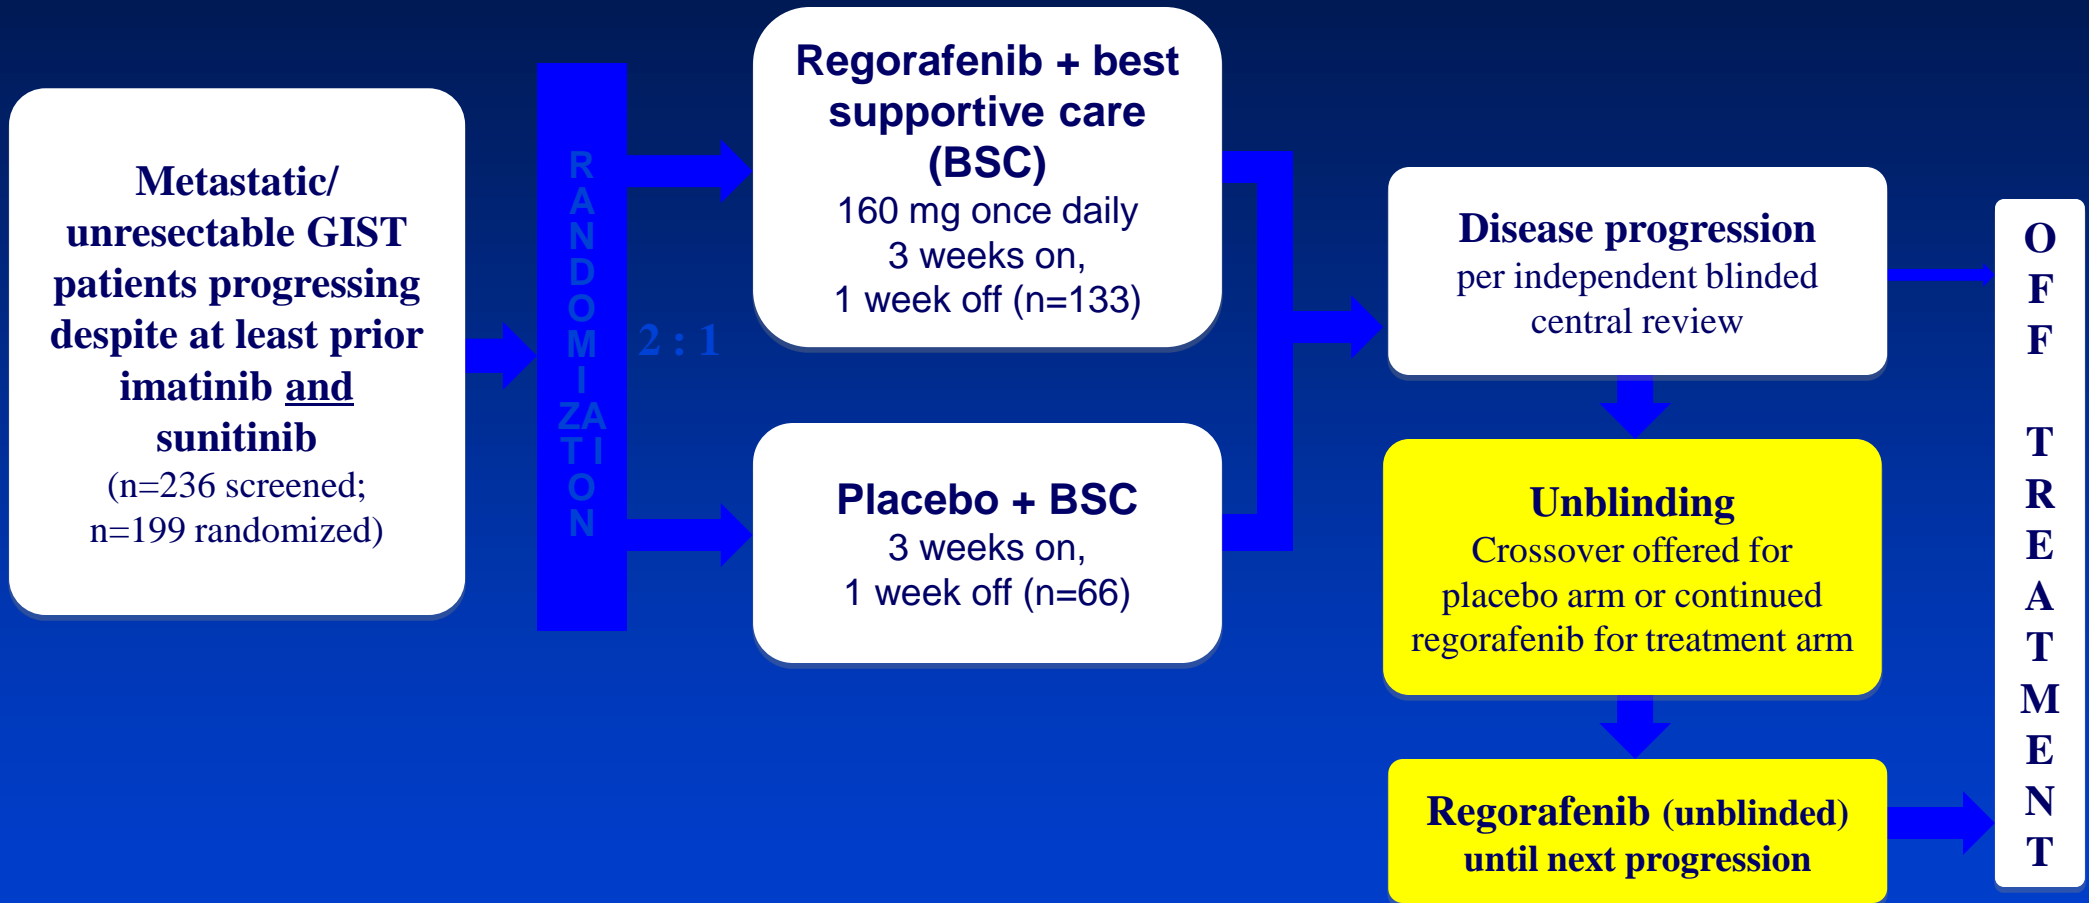 Metastatic/
unresectable GIST
patients progressing
despite at least prior
imatinib and
sunitinib
(n=236 screened;
n=199 randomized)
R
A
N
D
O
M
I
ZA
T I
O
N
2 : 1
Regorafenib + best
supportive care
(BSC)
160 mg once daily
3 weeks on,
1 week off (n=133)
Placebo + BSC
3 weeks on,
1 week off (n=66)
Disease progression
per independent blinded
central review
Unblinding
Crossover offered for
placebo arm or continued
regorafenib for treatment arm
Regorafenib (unblinded)
until next progression
O
F
F
T
R
E
A
T
M
E
N
T